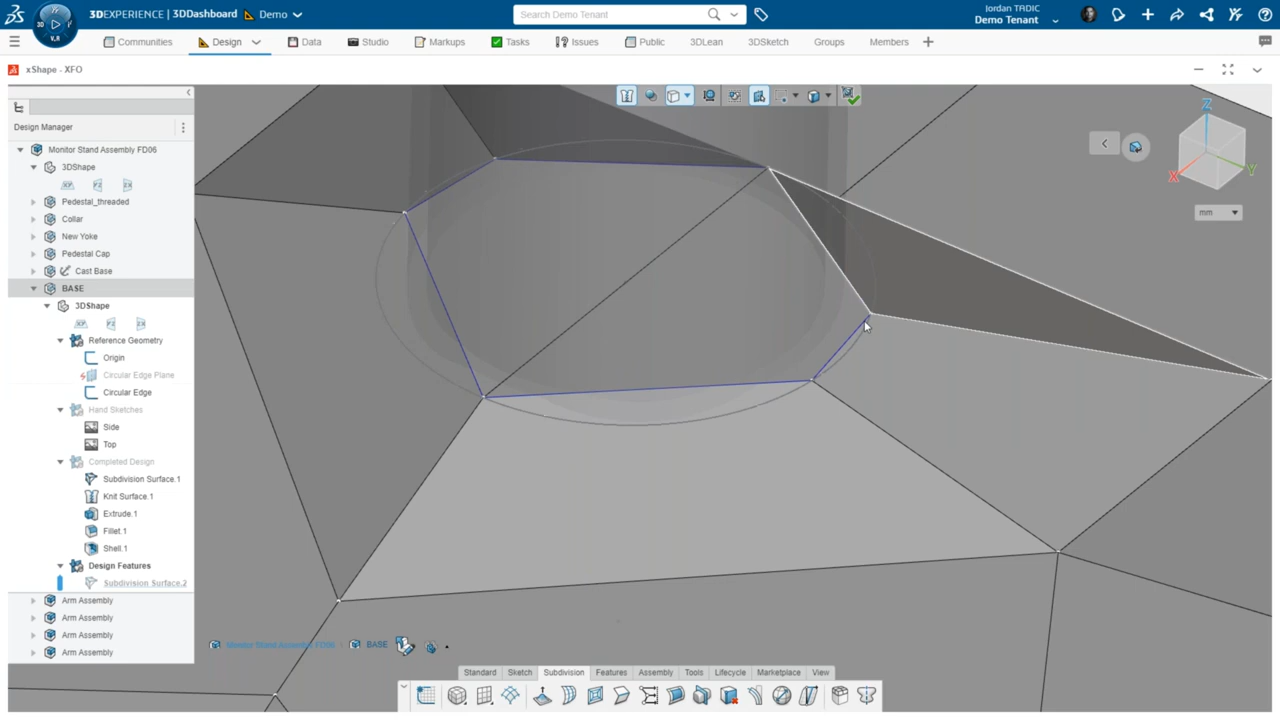 3DEXPERIENCE | 3DDashboard Demo
Search Demo Tenant
Jordan TRDIC
Demo Tenant
3D
V,R
Communities Design Data Studio Markups Tasks Issues Public 3DLean 3DSketch Groups Members
xShape - XFO
Design Manager
Monitor Stand Assembly FD06
3DShape
Pedestal_threaded
Collar
New Yoke
Pedestal Cap
Cast Base
BASE
3DShape
Reference Geometry
Origin
Circular Edge Plane
Circular Edge
Hand Sketches
Side
Top
Completed Design
Subdivision Surface.1
Knit Surface.1
Extrude.1
Fillet.1
Shell.1
Design Features
Subdivision Surface.2
Arm Assembly
Arm Assembly
Arm Assembly
Arm Assembly
Z
X
Y
mm
Monitor Stand Assembly FD06 BASE
Standard Sketch Subdivision Features Assembly Tools Lifecycle Marketplace View